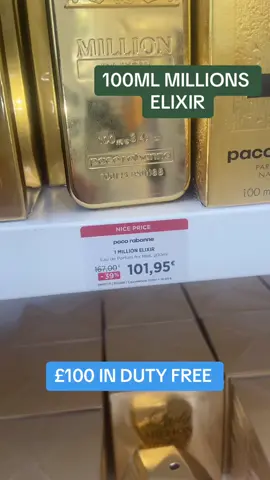 MILLION
100ML MILLIONS
ELIXIR
paco
100 m
NICE PRICE
paco rabanne
1 MILLION ELIXIR
167,00
- 39%
101,95€
£100 IN DUTY FREE